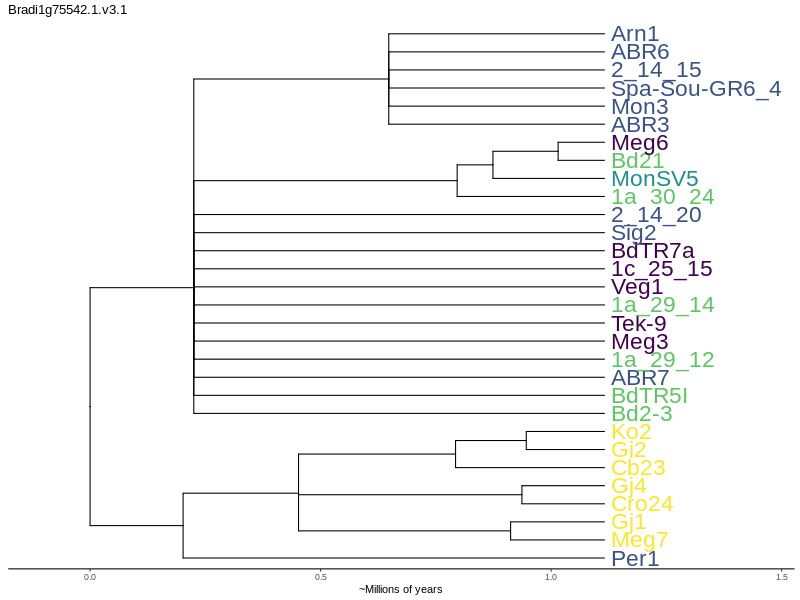 Bradi1g75542.1.v3.1
Arn1
ABR6
2_14_15
Spa-Sou-GR6_4
Mon3
ABR3
Meg6
Bd21
MonSV5
1a_30_24
2_14_20
Sig2
BdTR7a
1c_25_15
Veg1
1a_29_14
Tek-9
Meg3
1a_29_12
ABR7
BdTR5I
Bd2-3
Ko2
Gi2
Cb23
Gj4
Cro24
Gj1
Meg7
Per1
0.0 0.5 1.0 1.5
~Millions of years